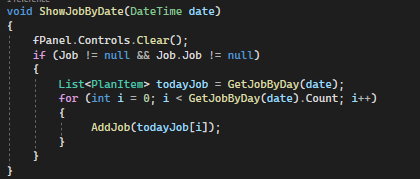 void ShowJobByDate(DateTime date)
{
    fPanel.Controls.Clear();
    if (Job != null && Job.Job != null)
    {
        List<PlanItem> todayJob = GetJobByDay(date);
        for (int i = 0; i < GetJobByDay(date).Count; i++)
        {
            AddJob(todayJob[i]);
        }
    }
}